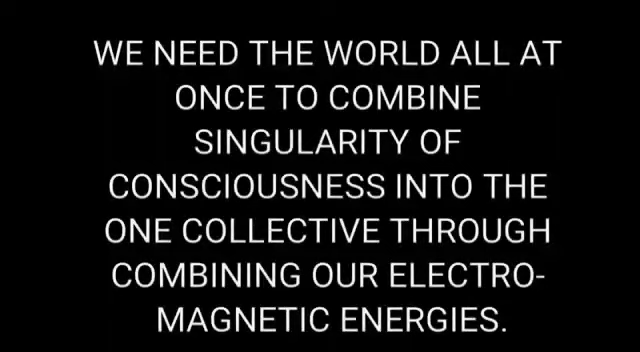 WE NEED THE WORLD ALL AT
ONCE TO COMBINE
SINGULARITY OF
CONSCIOUSNESS INTO THE
ONE COLLECTIVE THROUGH
COMBINING OUR ELECTRO-
MAGNETIC ENERGIES.